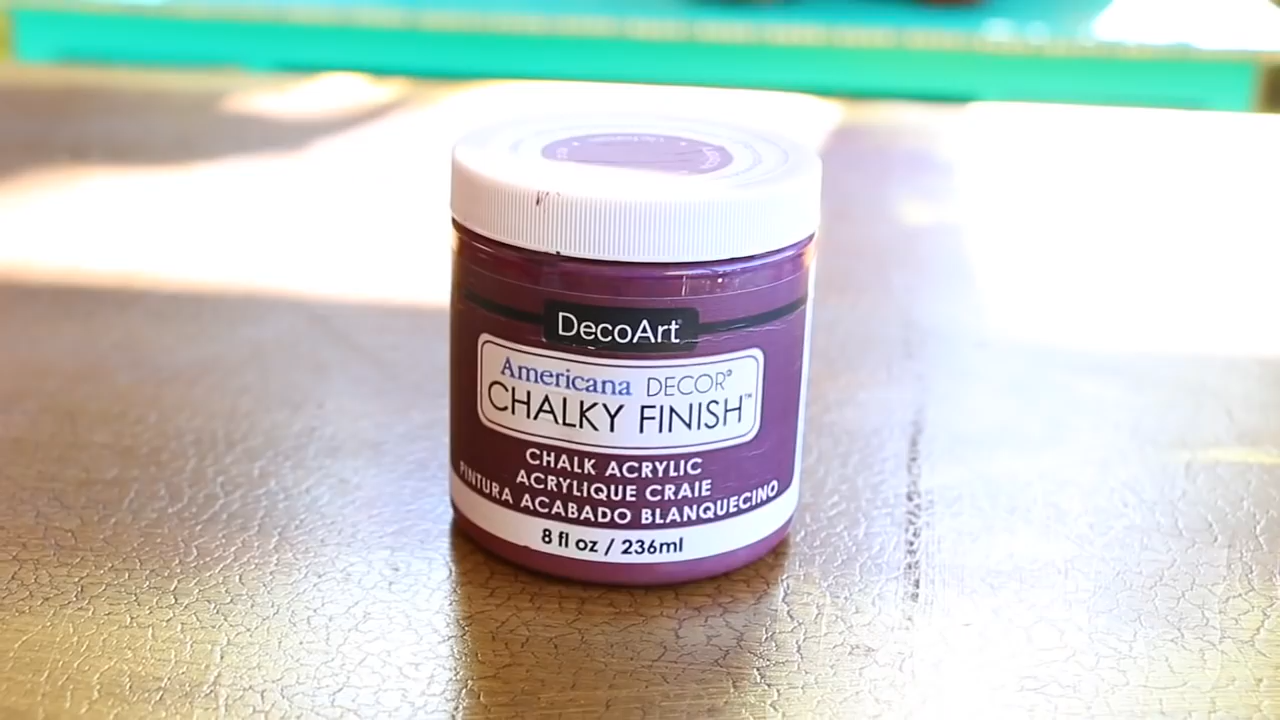 DecoArt®
Americana DECOR®
CHALKY FINISH™
CHALK ACRYLIC
ACRYLIQUE CRAIE
PINTURA ACABADO BLANQUECINO
8 fl oz / 236ml